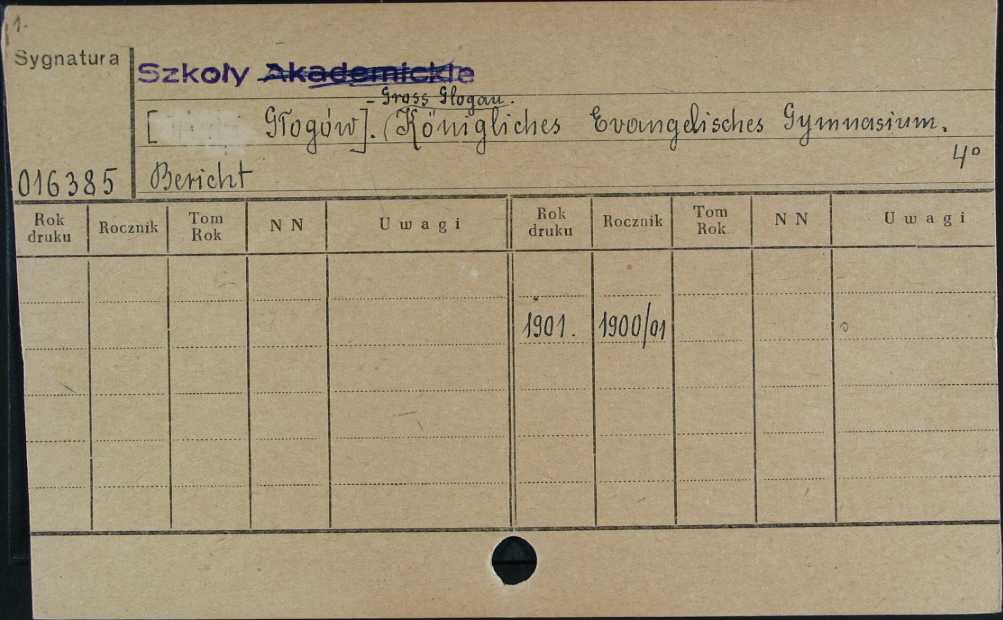 1.
Sygnatura
Szkoły Akademickie
- Gross Glogau.
[ Głogów]. (Königliches Evangelisches Gymnasium.
4°
016385 Bericht
Rok druku Rocznik Tom Rok N N Uwagi Rok druku Rocznik Tom Rok N N Uwagi
1901. 1900/01